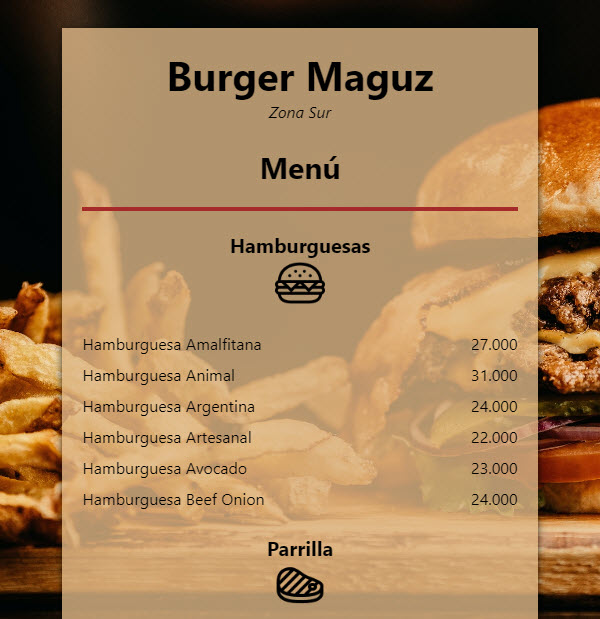 Burger Maguz
Zona Sur
Menú
Hamburguesas
Hamburguesa Amalfitana 27.000
Hamburguesa Animal 31.000
Hamburguesa Argentina 24.000
Hamburguesa Artesanal 22.000
Hamburguesa Avocado 23.000
Hamburguesa Beef Onion 24.000
Parrilla